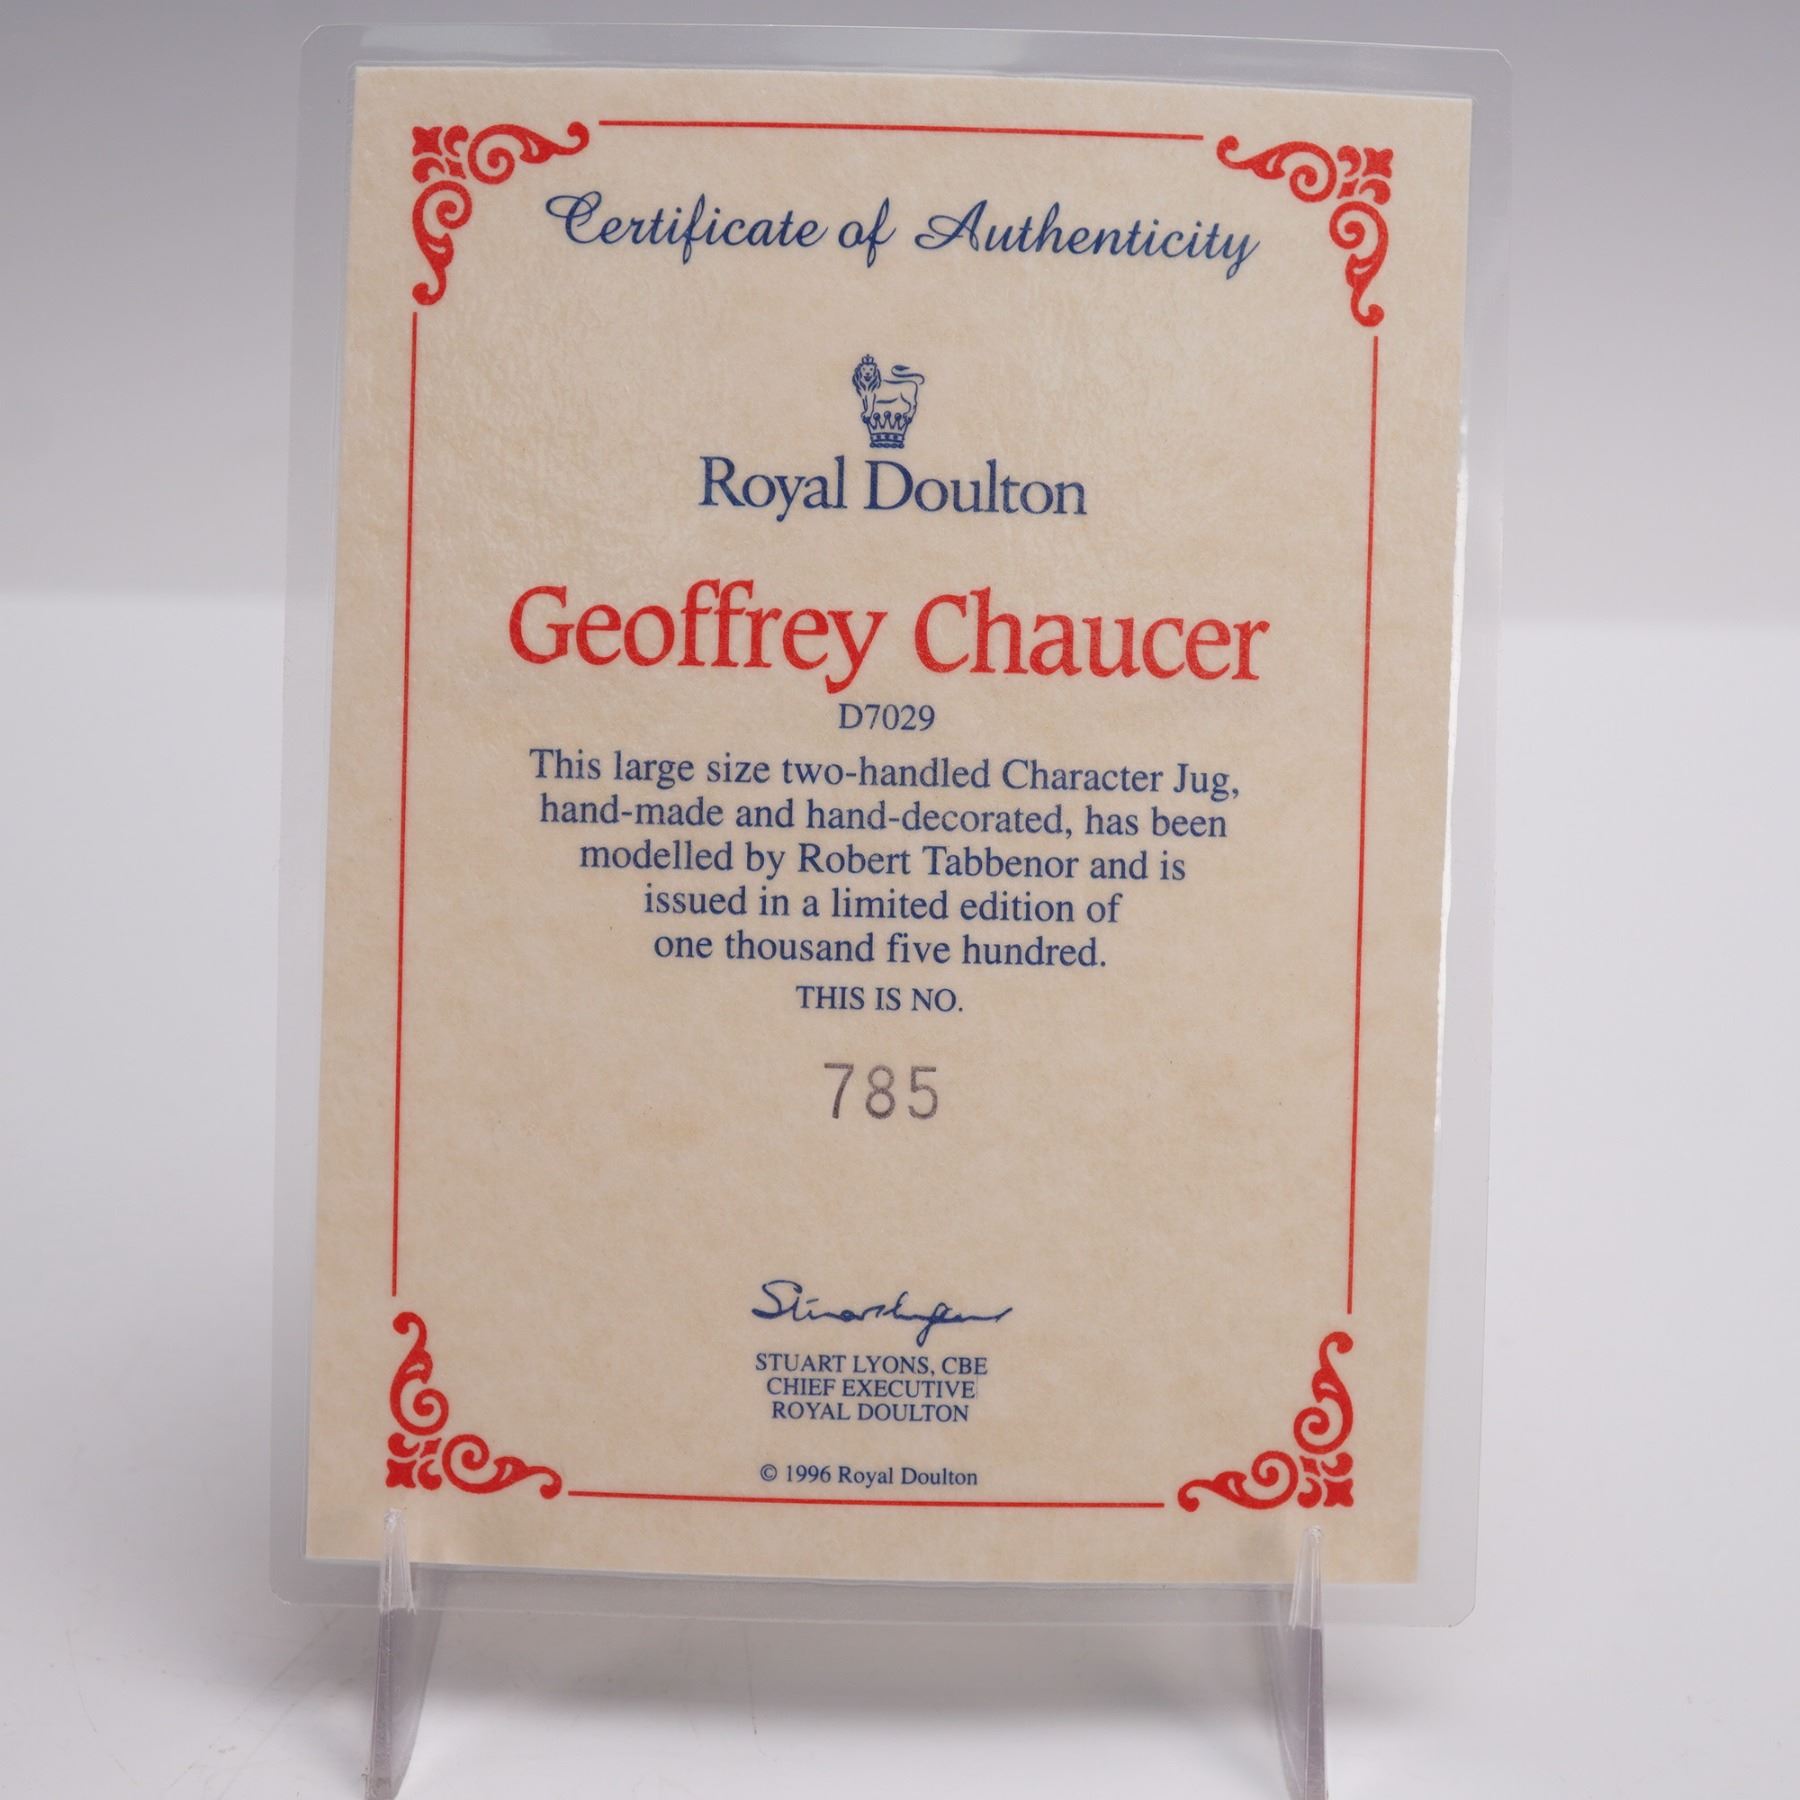 Certificate of Authenticity
Royal Doulton
Geoffrey Chaucer
D7029
This large size two-handled Character Jug,
hand-made and hand-decorated, has been
modelled by Robert Tabbenor and is
issued in a limited edition of
one thousand five hundred.
THIS IS NO.
785
Stuart Lyons
STUART LYONS, CBE
CHIEF EXECUTIVE
ROYAL DOULTON
© 1996 Royal Doulton